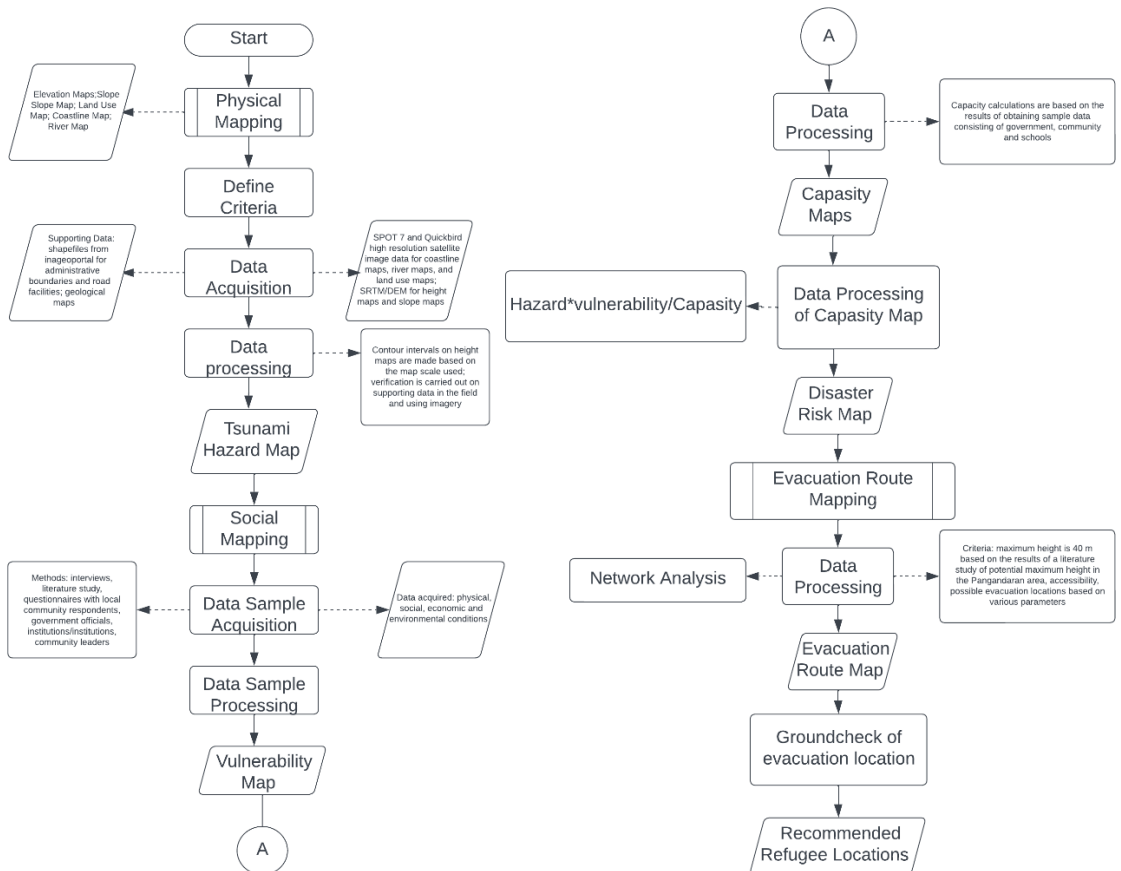 Start
Elevation Maps;Slope
Slope Map; Land Use
Map; Coastline Map;
River Map
Physical
Mapping
Define
Criteria
Supporting Data:
shapefiles from
inageoportal for
administrative
boundaries and road
facilities; geological
maps
Data
Acquisition
SPOT 7 and Quickbird
high resolution satellite
image data for coastline
maps, river maps, and
land use maps;
SRTM/DEM for height
maps and slope maps
Data
processing
Contour intervals on height
maps are made based on
the map scale used;
verification is carried out on
supporting data in the field
and using imagery
Tsunami
Hazard Map
Social
Mapping
Methods: interviews,
literature study,
questionnaires with local
community respondents,
government officials,
institutions/institutions,
community leaders
Data Sample
Acquisition
Data acquired: physical,
social, economic and
environmental conditions
Data Sample
Processing
Vulnerability
Map
A
A
Data
Processing
Capacity calculations are based on the
results of obtaining sample data
consisting of government, community
and schools
Capasity
Maps
Hazard*vulnerability/Capasity
Data Processing
of Capasity Map
Disaster
Risk Map
Evacuation Route
Mapping
Network Analysis
Data
Processing
Criteria: maximum height is 40 m
based on the results of a literature
study of potential maximum height in
the Pangandaran area, accessibility,
possible evacuation locations based on
various parameters
Evacuation
Route Map
Groundcheck of
evacuation location
Recommended
Refugee Locations